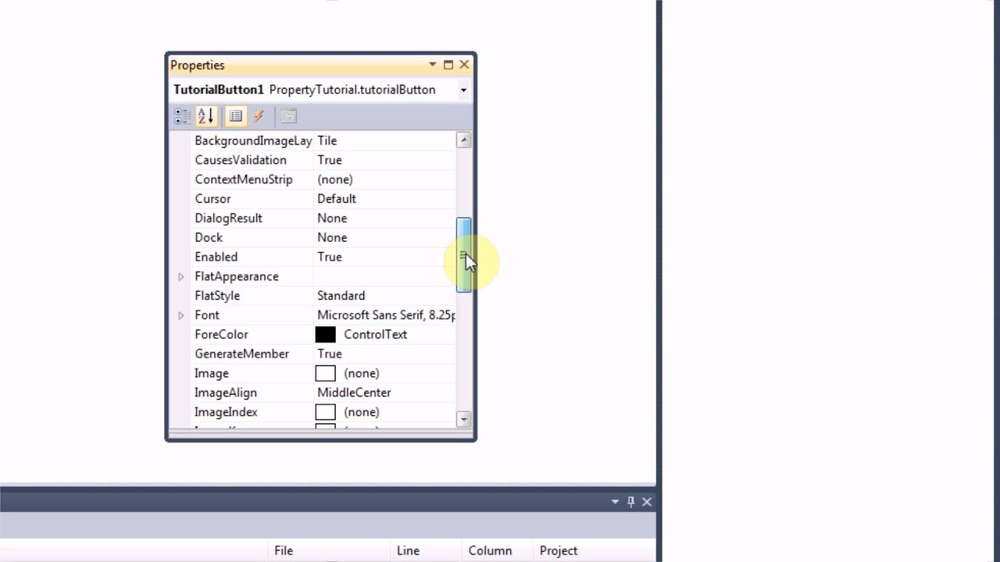 Properties
TutorialButton1 PropertyTutorial.tutorialButton
BackgroundImageLay Tile
CausesValidation True
ContextMenuStrip (none)
Cursor Default
DialogResult None
Dock None
Enabled True
FlatAppearance
FlatStyle Standard
Font Microsoft Sans Serif, 8.25p
ForeColor ControlText
GenerateMember True
Image (none)
ImageAlign MiddleCenter
ImageIndex (none)
File Line Column Project